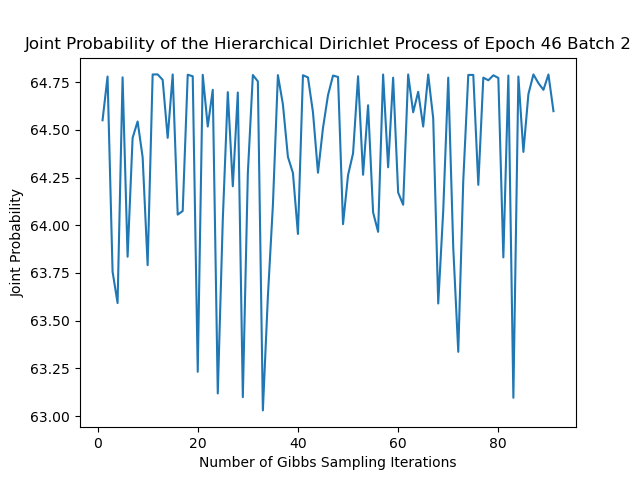 Joint Probability of the Hierarchical Dirichlet Process of Epoch 46 Batch 2
64.75
64.50
64.25
64.00
63.75
63.50
63.25
63.00
Joint Probability
0 20 40 60 80
Number of Gibbs Sampling Iterations